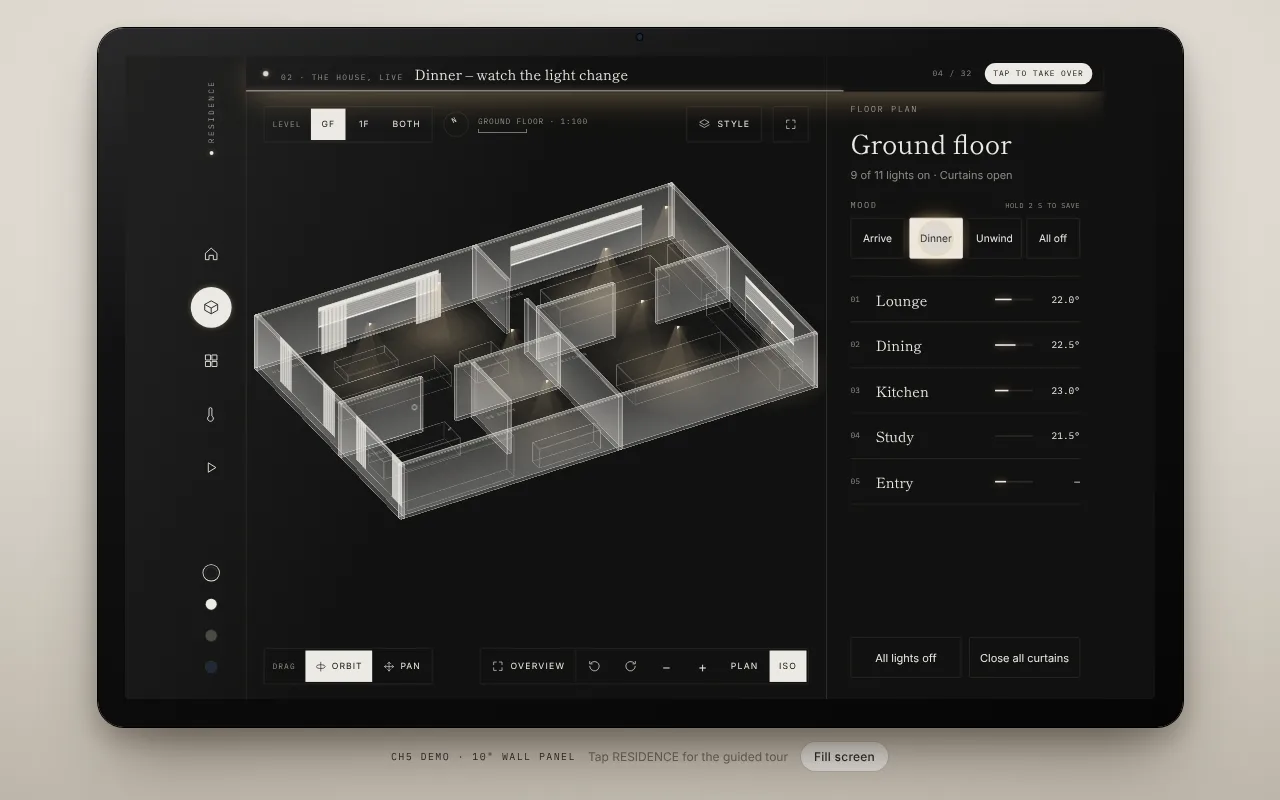 02 · THE HOUSE, LIVE Dinner – watch the light change
04 / 32 TAP TO TAKE OVER
RESIDENCE
LEVEL GF 1F BOTH
N GROUND FLOOR · 1:100
STYLE
FLOOR PLAN
Ground floor
9 of 11 lights on · Curtains open
MOOD HOLD 2 S TO SAVE
Arrive Dinner Unwind All off
01 Lounge 22.0°
02 Dining 22.5°
03 Kitchen 23.0°
04 Study 21.5°
05 Entry –
All lights off Close all curtains
DRAG ORBIT PAN
OVERVIEW – + PLAN ISO
CH5 DEMO · 10" WALL PANEL Tap RESIDENCE for the guided tour Fill screen